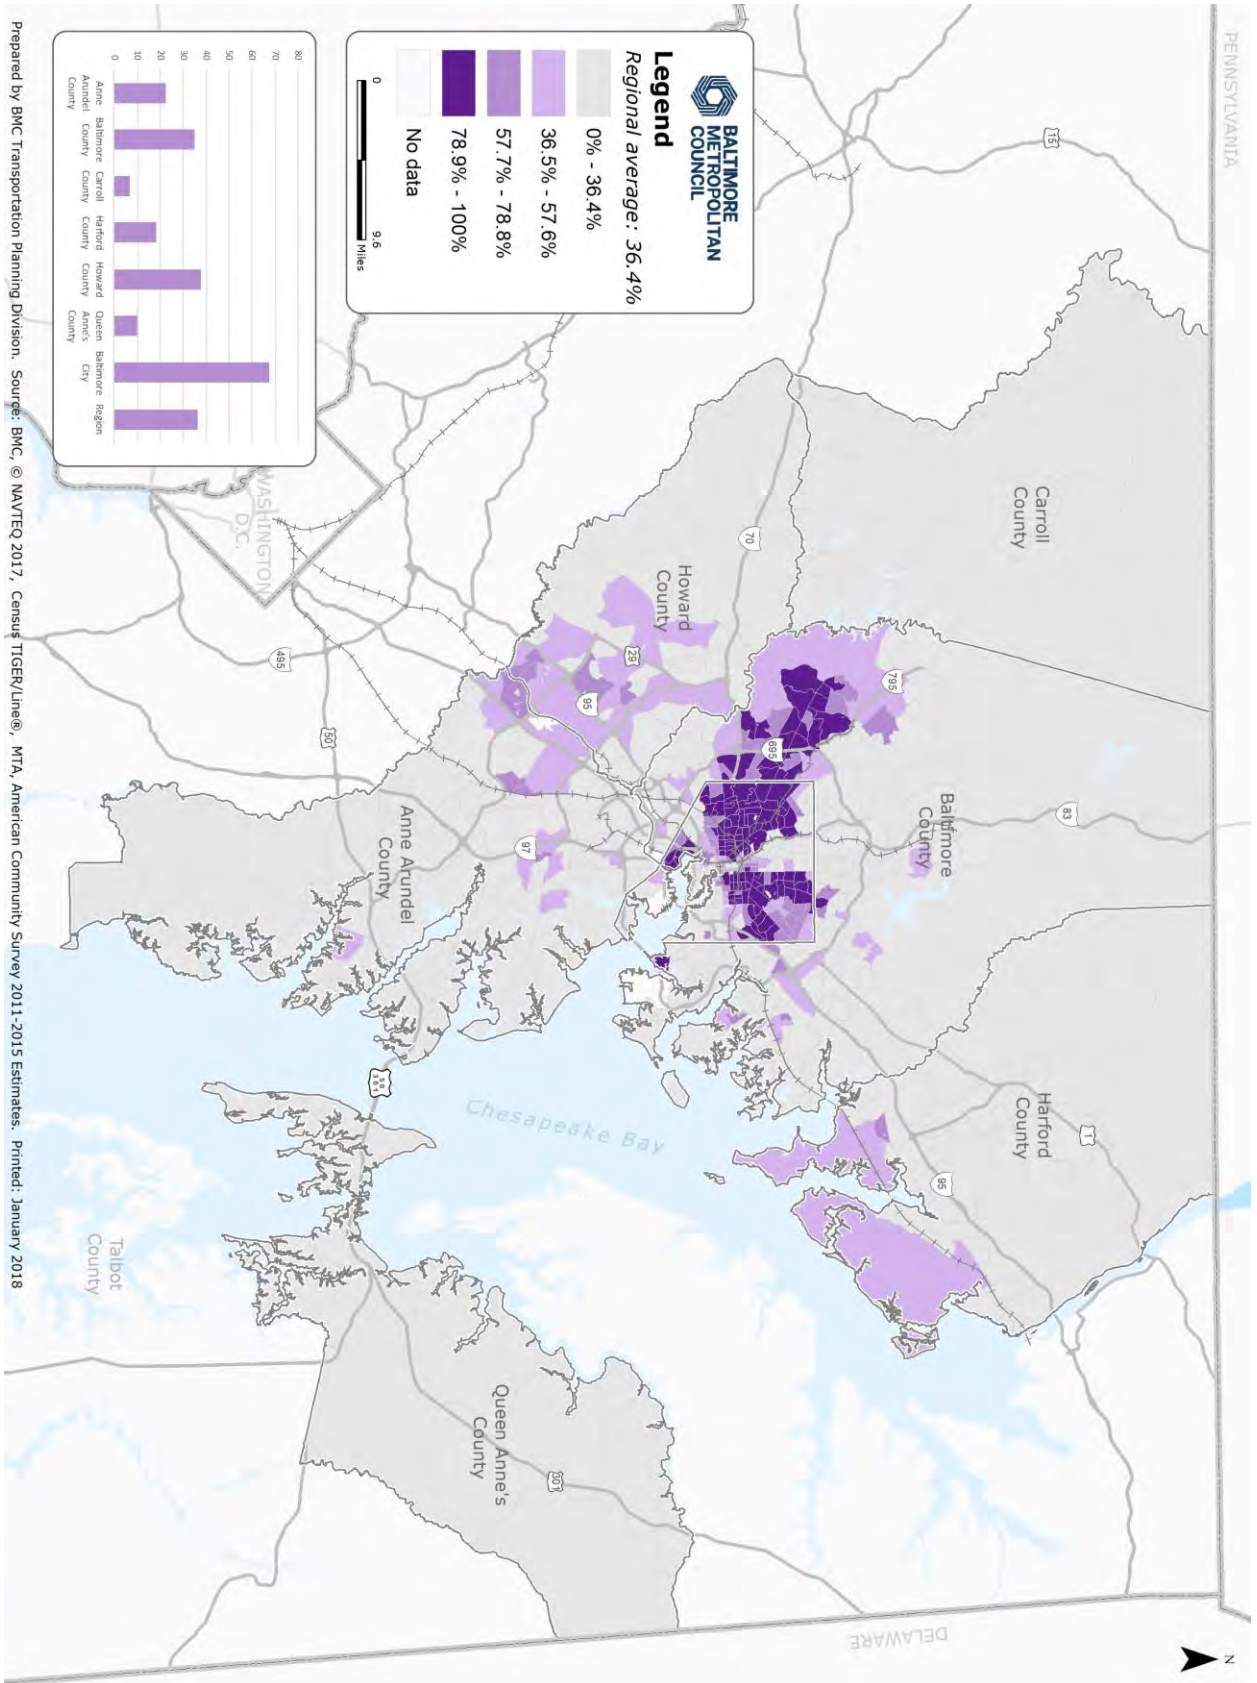 PENNSYLVANIA
BALTIMORE
METROPOLITAN
COUNCIL
Legend
Regional average: 36.4%
0% - 36.4%
36.5% - 57.6%
57.7% - 78.8%
78.9% - 100%
No data
0
9.6
Miles
80
70
60
50
40
30
20
10
0
Anne
Arundel
County
Baltimore
County
Carroll
County
Harford
County
Howard
County
Queen
Anne's
County
Baltimore
City
Region
15
Carroll
County
70
Howard
County
29
95
795
695
83
Baltimore
County
Harford
County
1
95
WASHINGTON
D.C.
495
50
97
Anne Arundel
County
50
301
Chesapeake Bay
Talbot
County
Queen Anne's
County
301
DELAWARE
N
Prepared by BMC Transportation Planning Division. Source: BMC, © NAVTEQ 2017, Census TIGER/Line®, MTA, American Community Survey 2011-2015 Estimates. Printed: January 2018